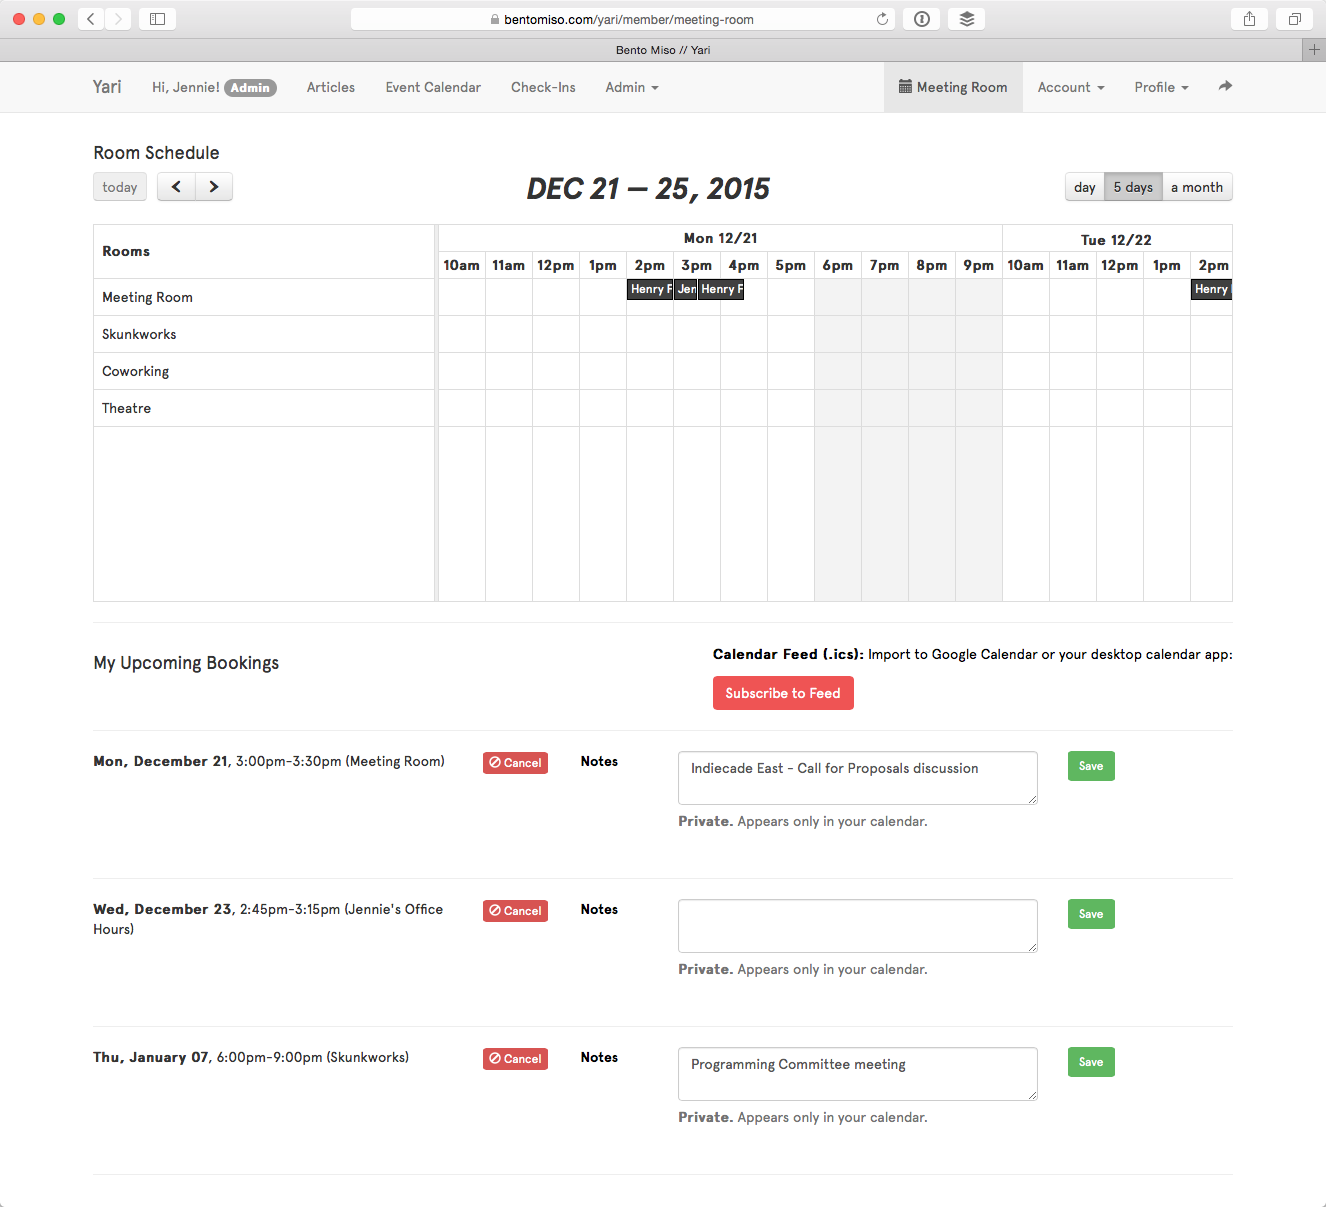 bentomiso.com/yari/member/meeting-room
Bento Miso // Yari
Yari Hi, Jennie! Admin Articles Event Calendar Check-Ins Admin Meeting Room Account Profile
Room Schedule
today DEC 21 — 25, 2015 day 5 days a month
Rooms Mon 12/21 Tue 12/22
10am 11am 12pm 1pm 2pm 3pm 4pm 5pm 6pm 7pm 8pm 9pm 10am 11am 12pm 1pm 2pm
Meeting Room Henry F Jen Henry F Henry
Skunkworks
Coworking
Theatre
My Upcoming Bookings
Calendar Feed (.ics): Import to Google Calendar or your desktop calendar app:
Subscribe to Feed
Mon, December 21, 3:00pm-3:30pm (Meeting Room) Cancel Notes Indiecade East - Call for Proposals discussion Save
Private. Appears only in your calendar.
Wed, December 23, 2:45pm-3:15pm (Jennie's Office Cancel Notes Save
Hours)
Private. Appears only in your calendar.
Thu, January 07, 6:00pm-9:00pm (Skunkworks) Cancel Notes Programming Committee meeting Save
Private. Appears only in your calendar.